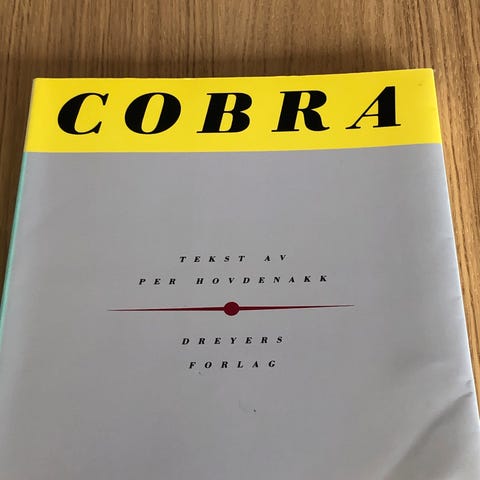 COBRA
TEKST AV
PER HOVDENAKK
DREYERS
FORLAG